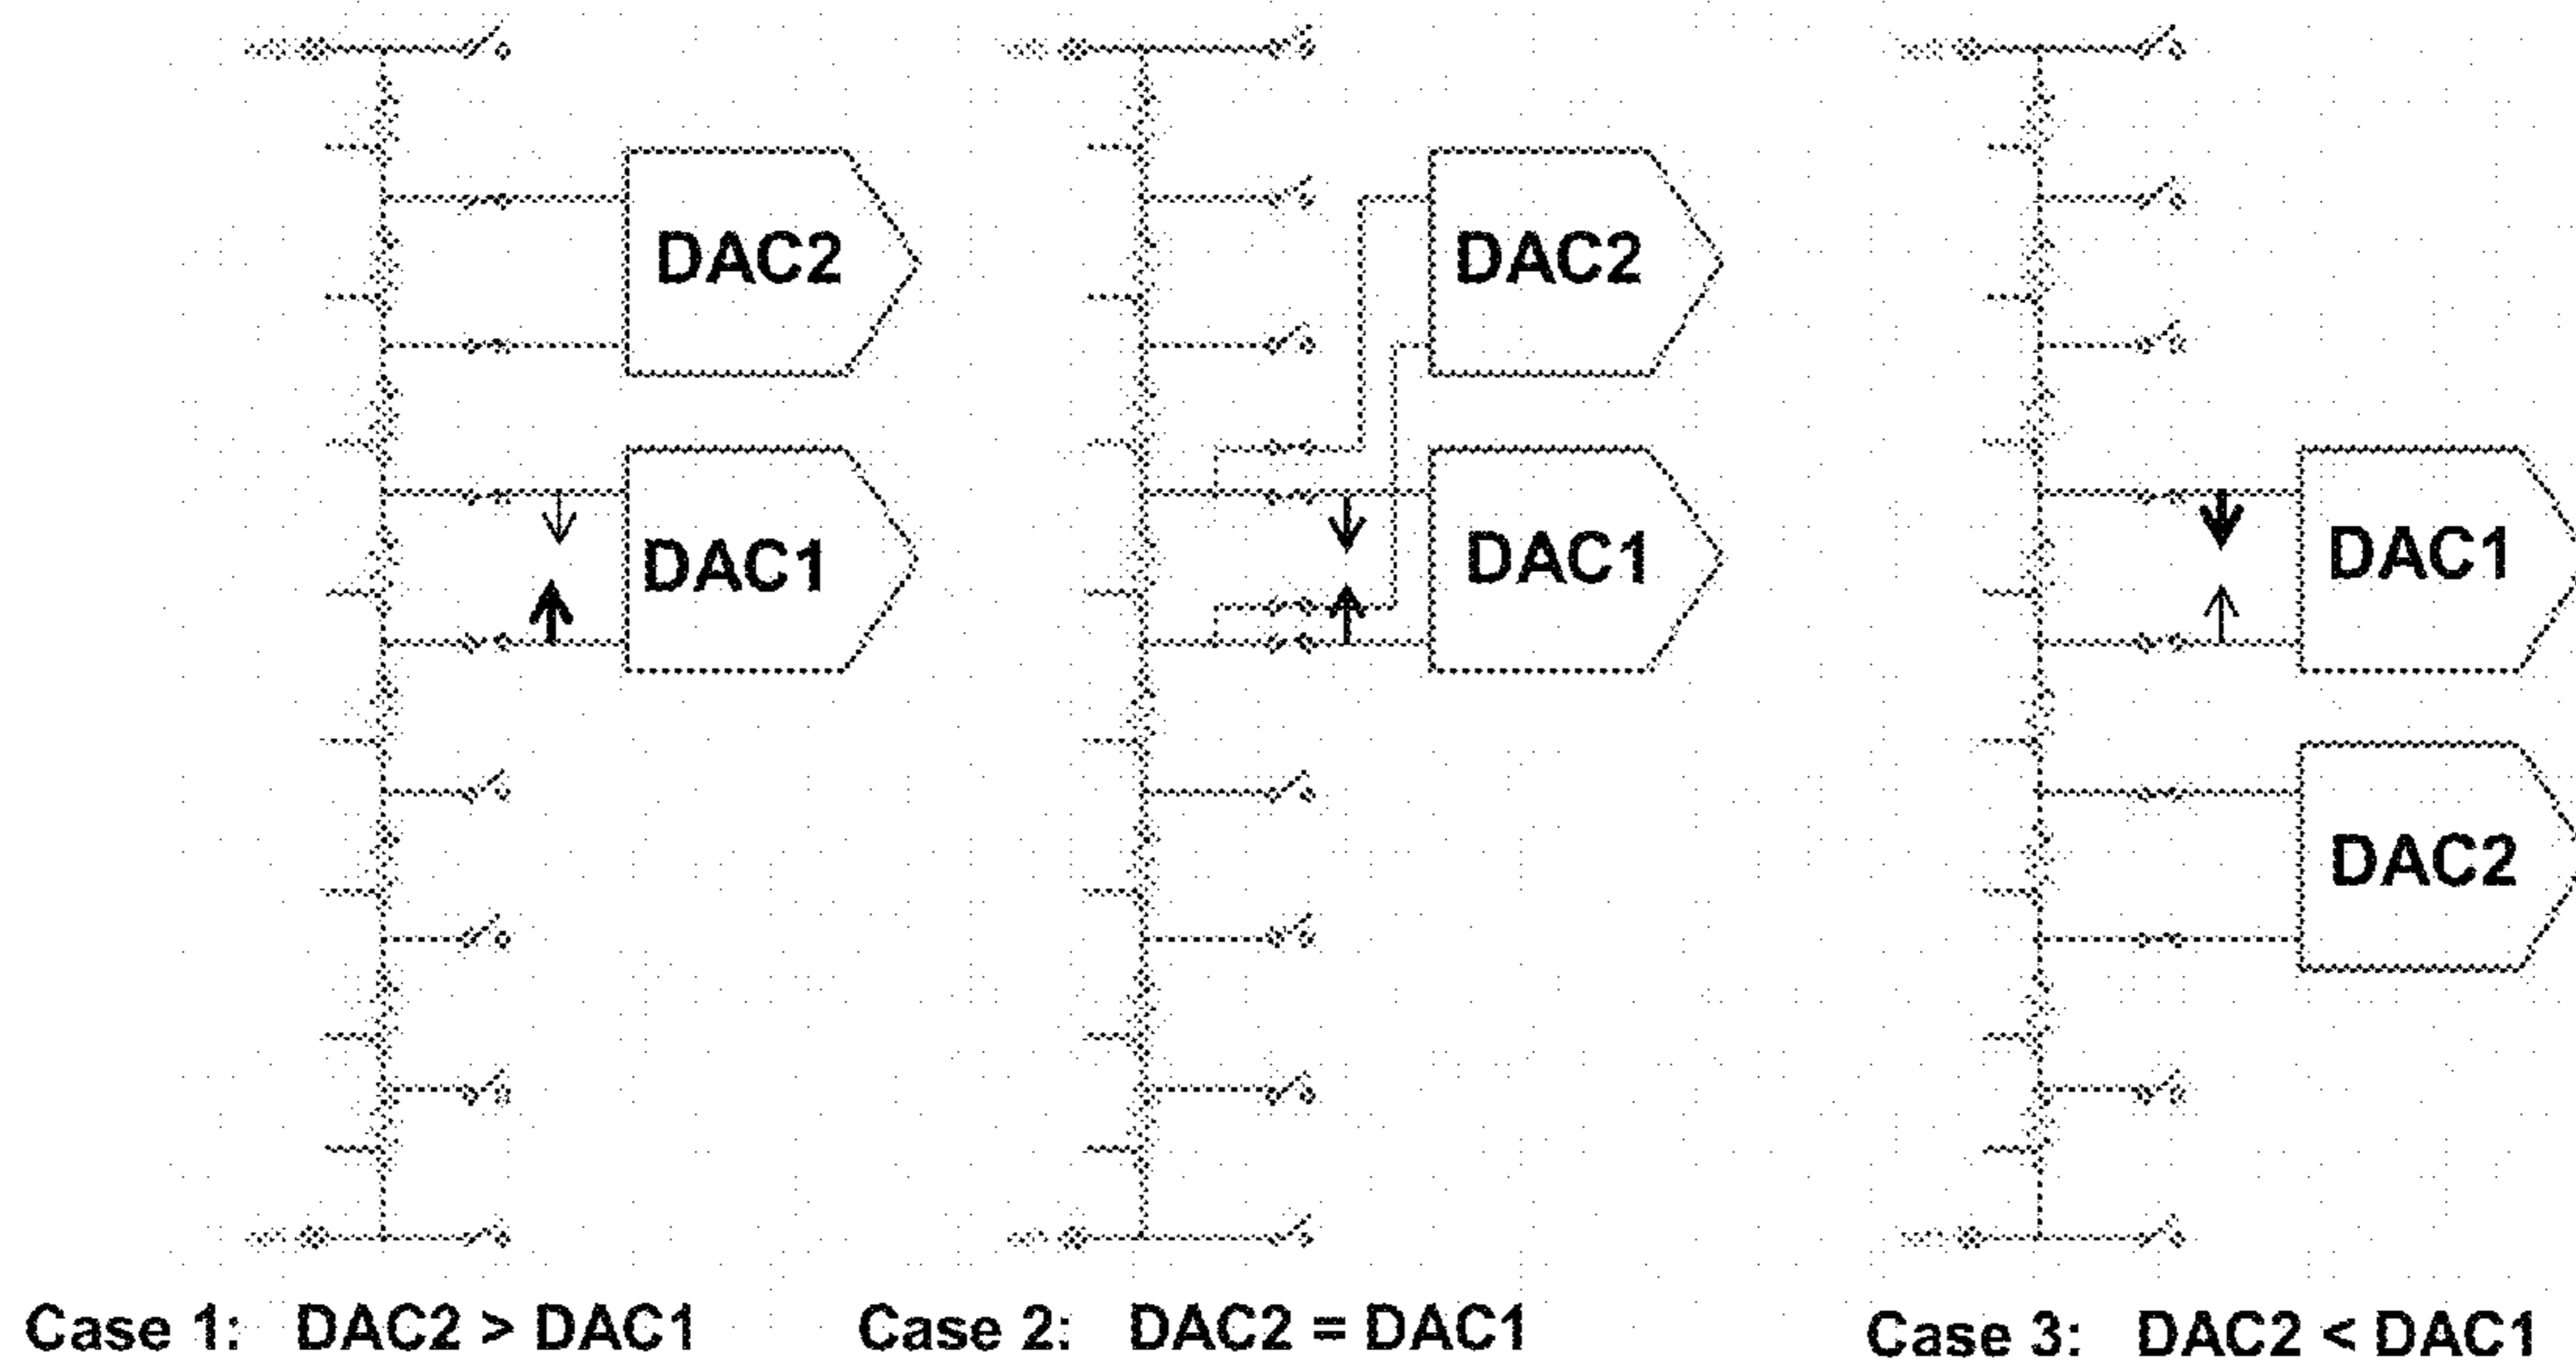 DAC2
DAC2
DAC1
DAC1
DAC1
DAC2
Case 1: DAC2 > DAC1
Case 2: DAC2 = DAC1
Case 3: DAC2 < DAC1